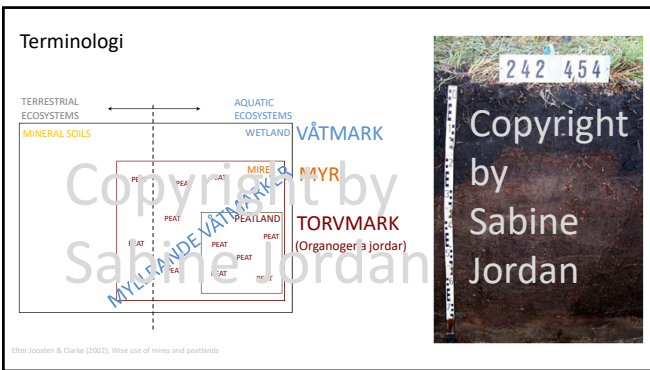 Terminologi
TERRESTRIAL
ECOSYSTEMS
AQUATIC
ECOSYSTEMS
MINERAL SOILS
WETLAND
VÅTMARK
MIRE
MYR
PEAT
PEAT
PEAT
PEAT
PEATLAND
TORVMARK
(Organogena jordar)
PEAT
PEAT
PEAT
PEAT
PEAT
PEAT
PEAT
MYLLRANDE VÅTMARKER
Copyright by
Sabine Jordan
Efter Joosten & Clarke (2002); Wise use of mires and peatlands
242 454
Copyright
by
Sabine
Jordan